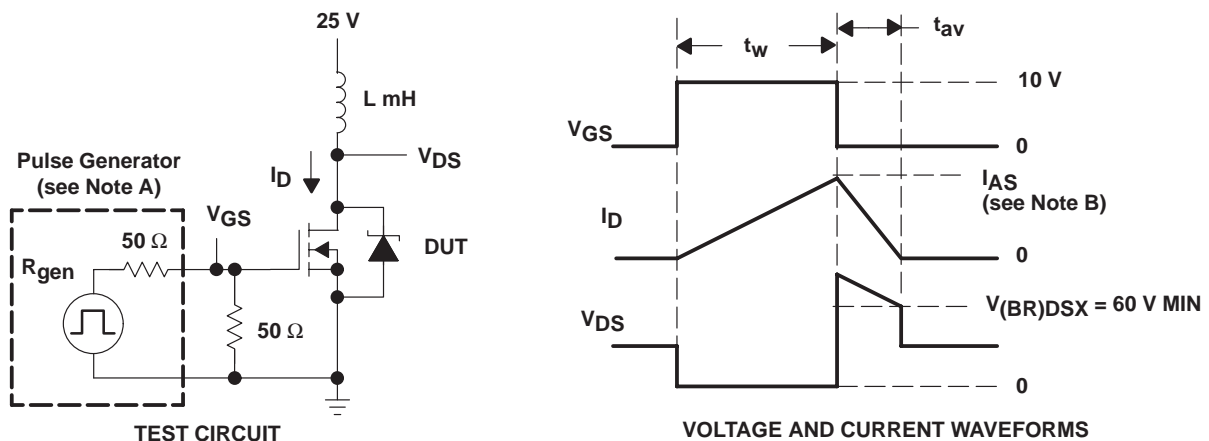 25 V
L mH
VDS
ID
Pulse Generator
(see Note A)
VGS
50 Ω
Rgen
DUT
50 Ω
TEST CIRCUIT
tw
tav
10 V
VGS
0
IAS
(see Note B)
ID
0
V(BR)DSX = 60 V MIN
VDS
0
VOLTAGE AND CURRENT WAVEFORMS